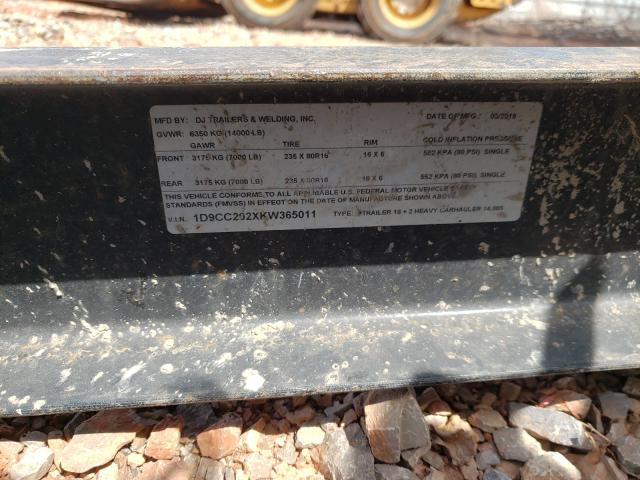 MFD BY: DJ TRAILERS & WELDING, INC. DATE OF MFG.: 03/2019
GVWR: 6350 KG (14000 LB)
GAWR TIRE RIM COLD INFLATION PRESSURE
FRONT 3175 KG (7000 LB) 235 X 80R16 16 X 6 552 KPA (80 PSI) SINGLE
REAR 3175 KG (7000 LB) 235 X 80R16 16 X 6 552 KPA (80 PSI) SINGLE
THIS VEHICLE CONFORMS TO ALL APPLICABLE U.S. FEDERAL MOTOR VEHICLE SAFETY
STANDARDS (FMVSS) IN EFFECT ON THE DATE OF MANUFACTURE SHOWN ABOVE.
V.I.N. 1D9CC292XKW365011 TYPE: TRAILER 18 + 2 HEAVY CARHAULER